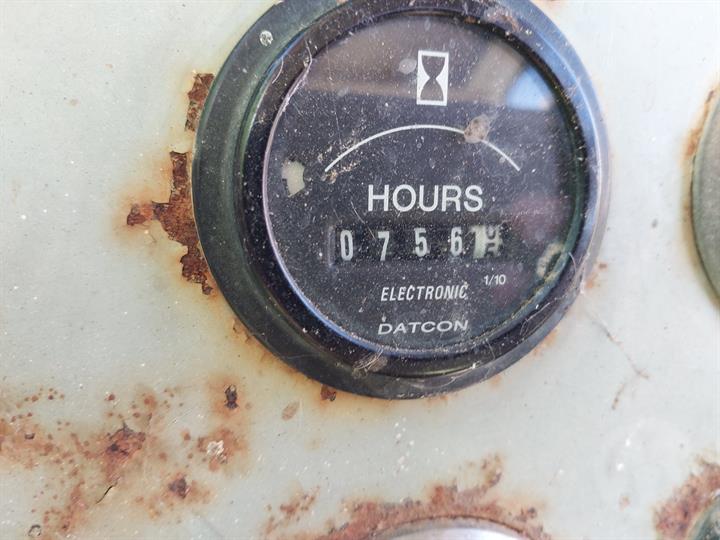 HOURS
0756
1/10
ELECTRONIC
DATCON